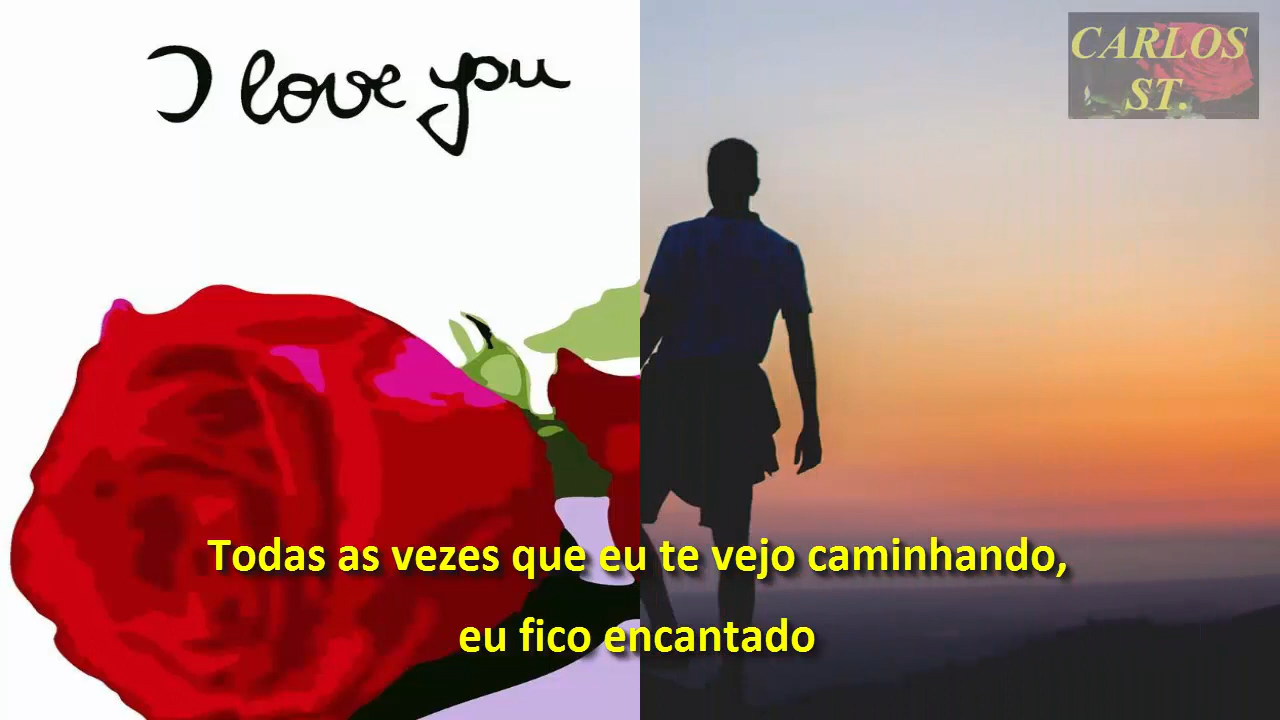 I love you
CARLOS
ST.
Todas as vezes que eu te vejo caminhando,
eu fico encantado